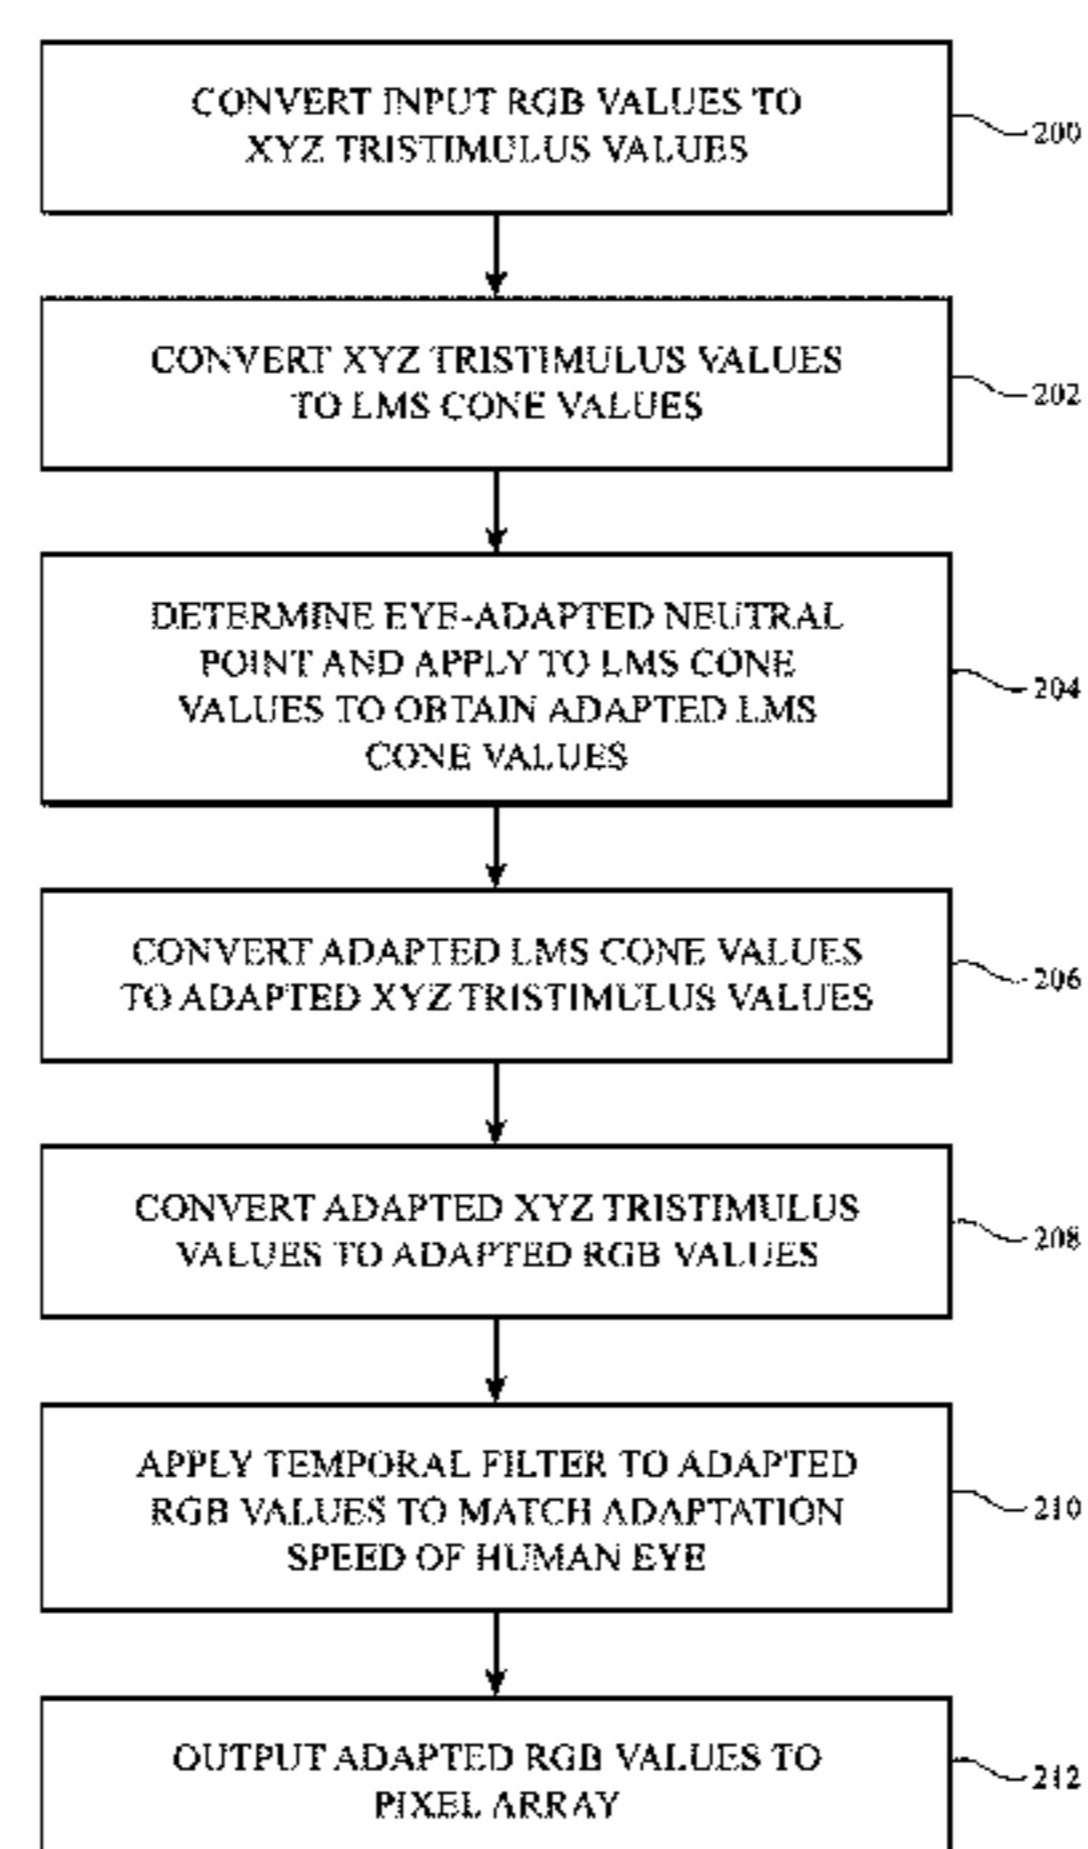 CONVERT INPUT RGB VALUES TO
XYZ TRISTIMULUS VALUES
200
CONVERT XYZ TRISTIMULUS VALUES
TO LMS CONE VALUES
202
DETERMINE EYE-ADAPTED NEUTRAL
POINT AND APPLY TO LMS CONE
VALUES TO OBTAIN ADAPTED LMS
CONE VALUES
204
CONVERT ADAPTED LMS CONE VALUES
TO ADAPTED XYZ TRISTIMULUS VALUES
206
CONVERT ADAPTED XYZ TRISTIMULUS
VALUES TO ADAPTED RGB VALUES
208
APPLY TEMPORAL FILTER TO ADAPTED
RGB VALUES TO MATCH ADAPTATION
SPEED OF HUMAN EYE
210
OUTPUT ADAPTED RGB VALUES TO
PIXEL ARRAY
212